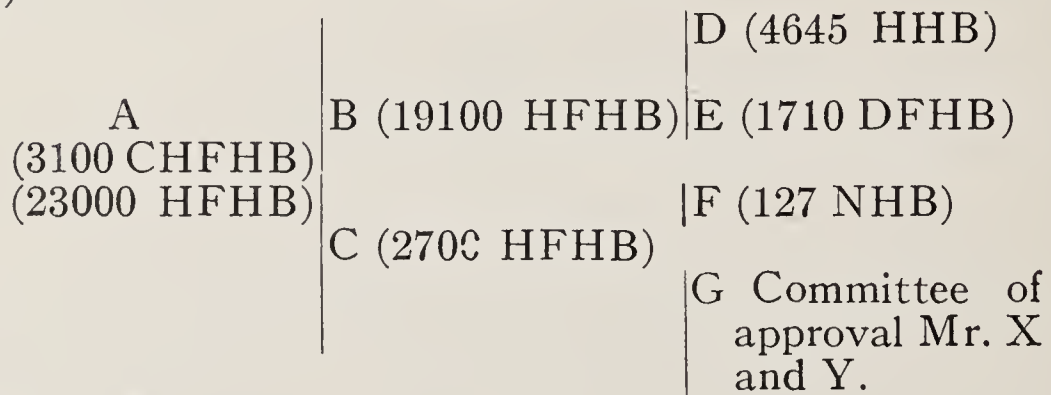 )
D (4645 HHB)
A
B (19100 HFHB)
E (1710 DFHB)
(3100 CHFHB)
(23000 HFHB)
F (127 NHB)
C (2700 HFHB)
G Committee of
approval Mr. X
and Y.